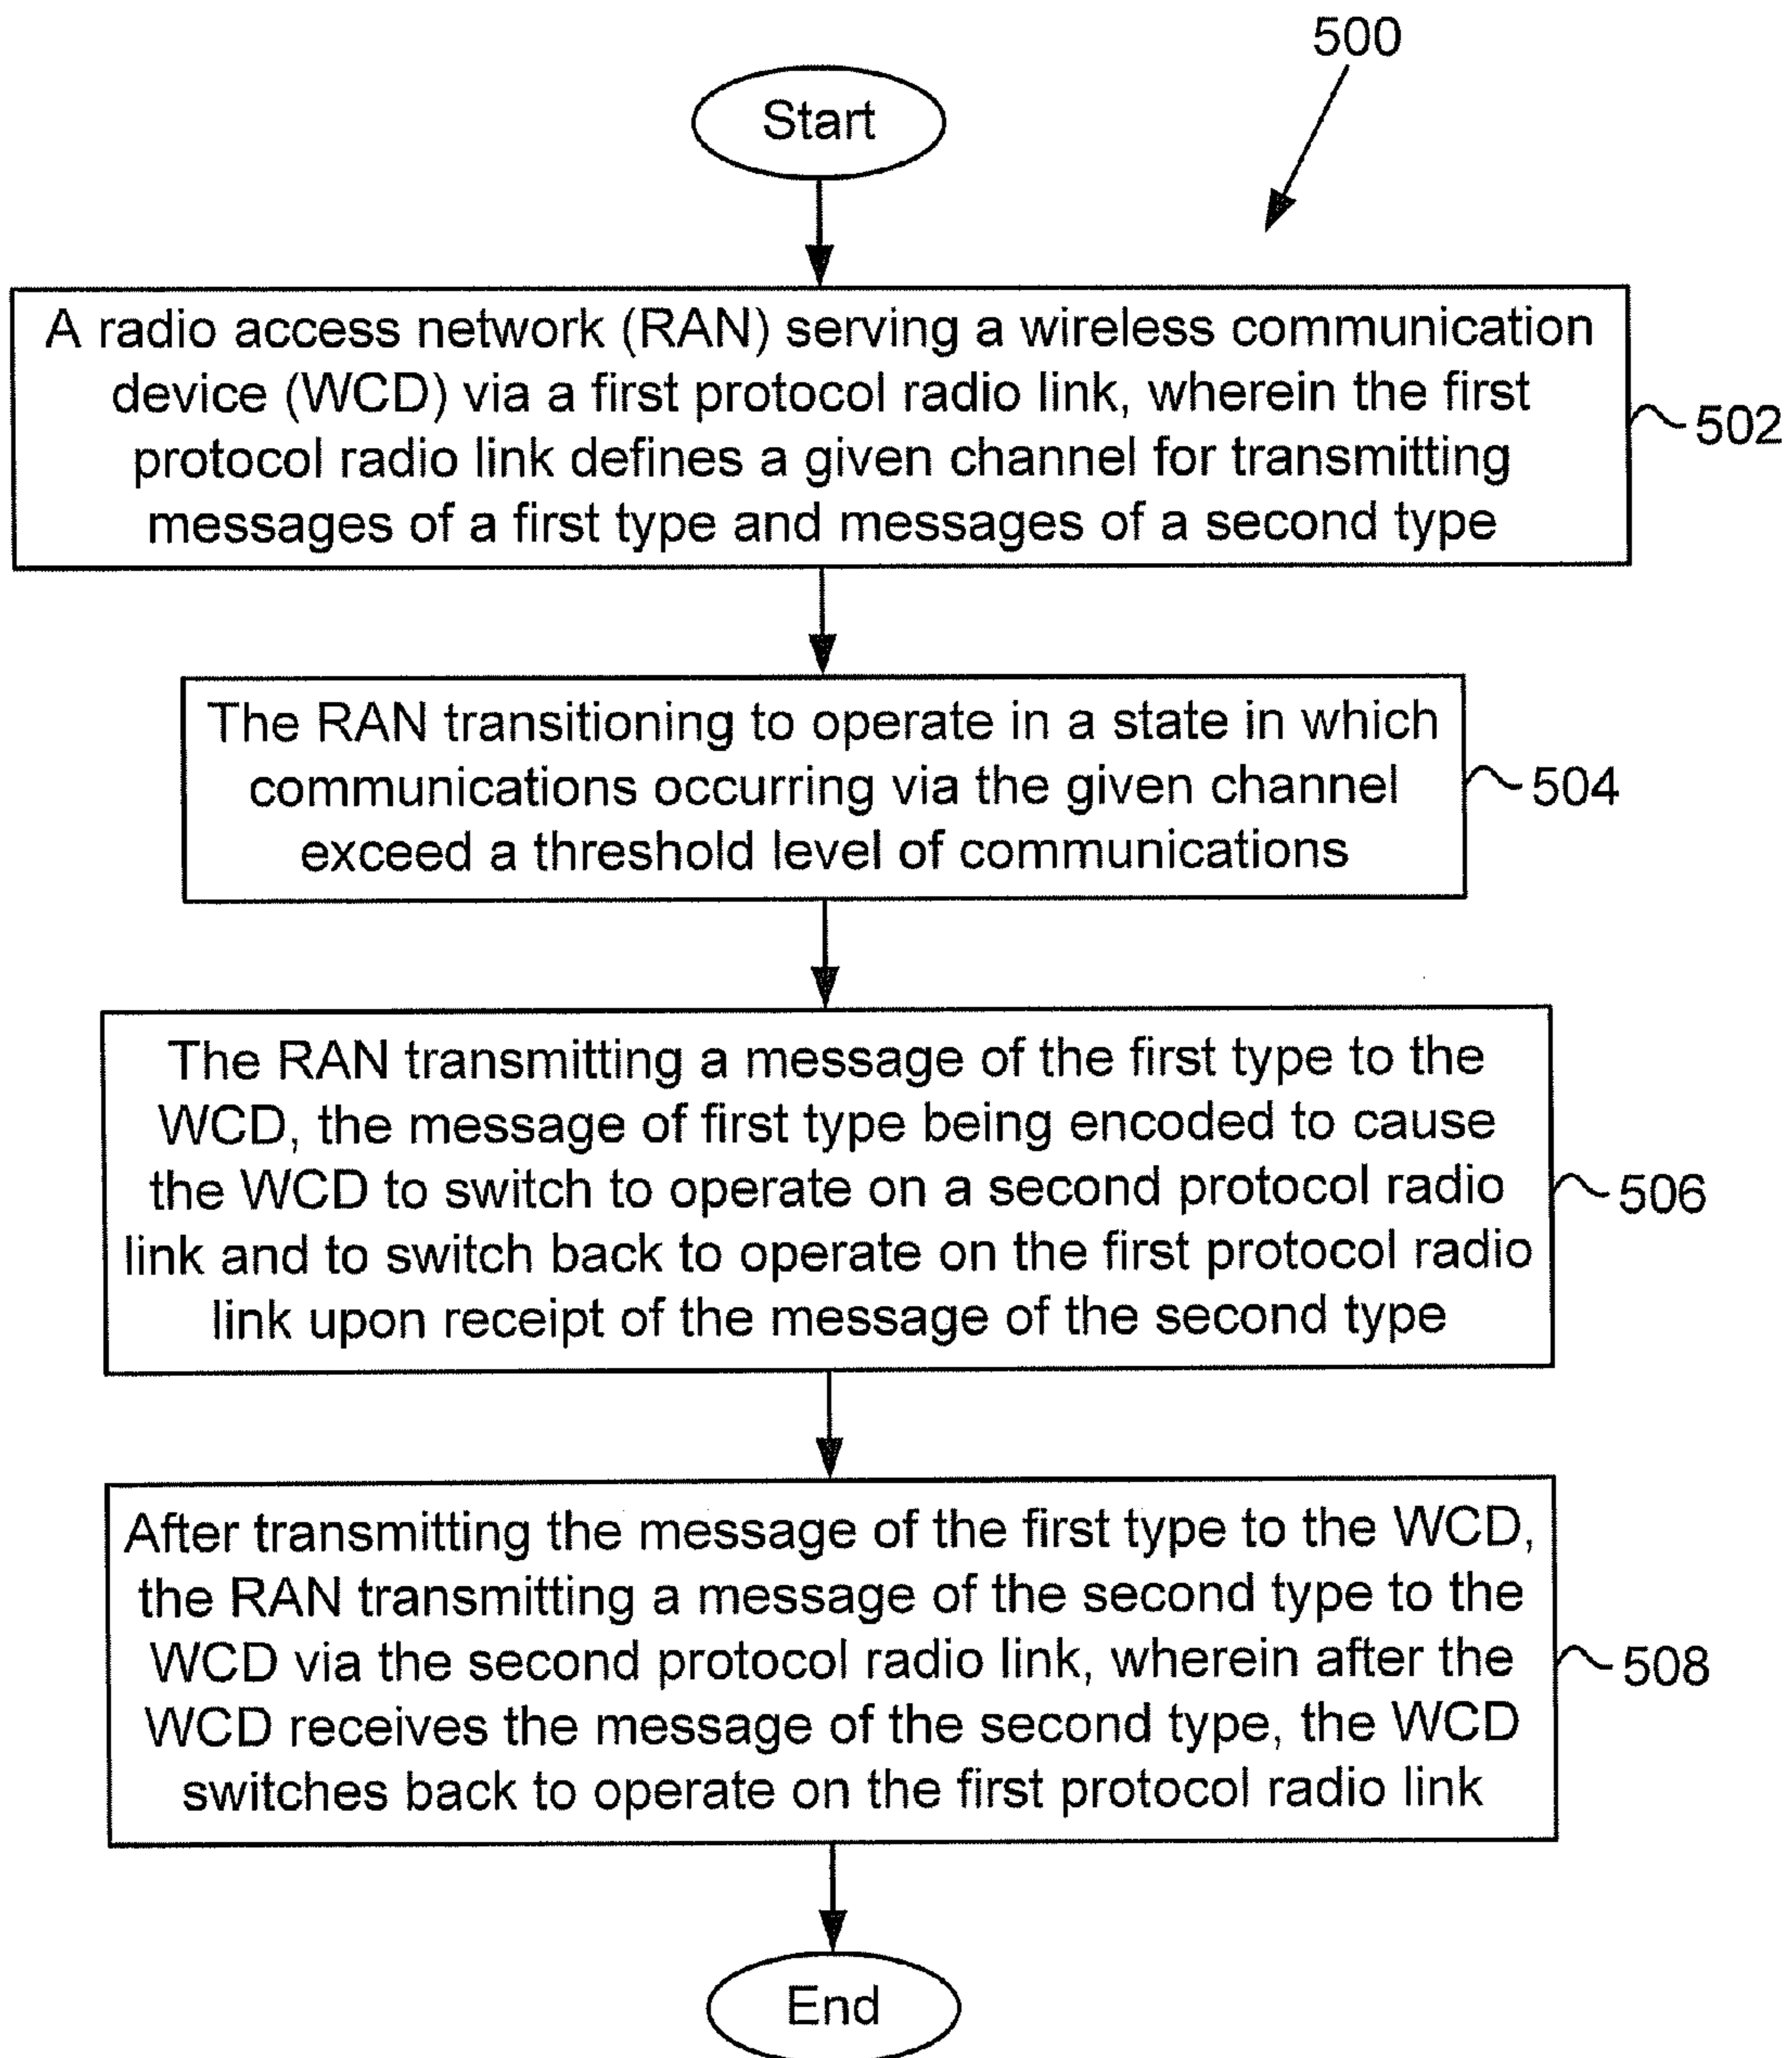 500
Start
A radio access network (RAN) serving a wireless communication
device (WCD) via a first protocol radio link, wherein the first
protocol radio link defines a given channel for transmitting
messages of a first type and messages of a second type
502
The RAN transitioning to operate in a state in which
communications occurring via the given channel
exceed a threshold level of communications
504
The RAN transmitting a message of the first type to the
WCD, the message of first type being encoded to cause
the WCD to switch to operate on a second protocol radio
link and to switch back to operate on the first protocol radio
link upon receipt of the message of the second type
506
After transmitting the message of the first type to the WCD,
the RAN transmitting a message of the second type to the
WCD via the second protocol radio link, wherein after the
WCD receives the message of the second type, the WCD
switches back to operate on the first protocol radio link
508
End